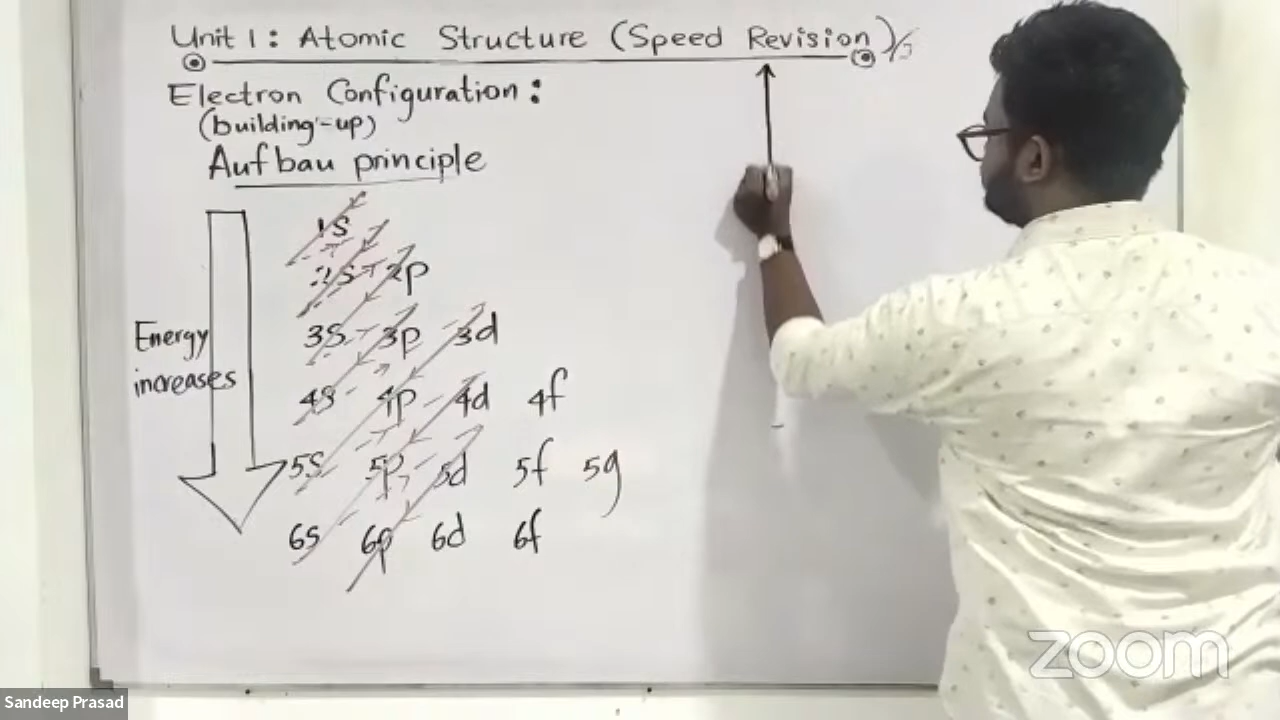 Unit 1: Atomic Structure (Speed Revision)
Electron Configuration:
(building-up)
Aufbau principle
1s
2s 2p
3s 3p 3d
Energy
increases
4s 4p 4d 4f
5s 5p 5d 5f 5g
6s 6p 6d 6f
zoom
Sandeep Prasad